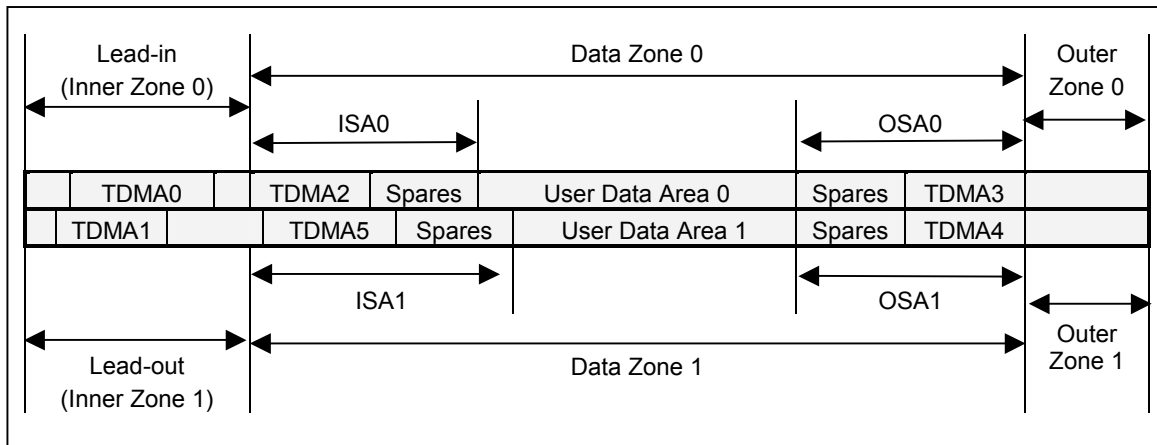 Lead-in
(Inner Zone 0)
Data Zone 0
Outer
Zone 0
ISA0
OSA0
TDMA0
TDMA2
Spares
User Data Area 0
Spares
TDMA3
TDMA1
TDMA5
Spares
User Data Area 1
Spares
TDMA4
ISA1
OSA1
Lead-out
(Inner Zone 1)
Data Zone 1
Outer
Zone 1